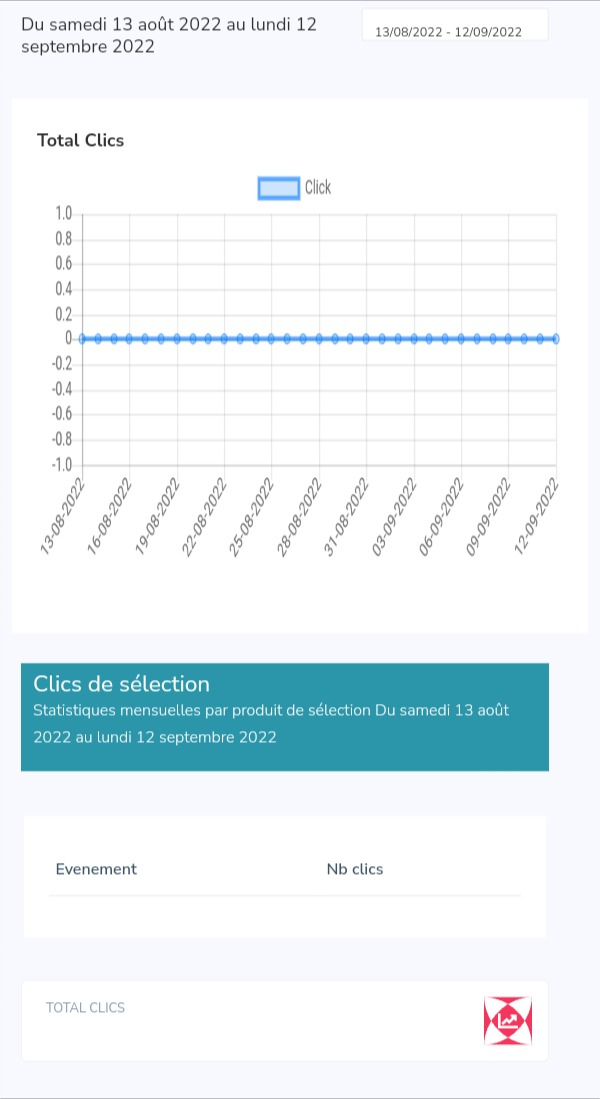 Du samedi 13 août 2022 au lundi 12
septembre 2022
13/08/2022 - 12/09/2022
Total Clics
Click
1.0
0.8
0.6
0.4
0.2
0
-0.2
-0.4
-0.6
-0.8
-1.0
13-08-2022
16-08-2022
19-08-2022
22-08-2022
25-08-2022
28-08-2022
31-08-2022
03-09-2022
06-09-2022
09-09-2022
12-09-2022
Clics de sélection
Statistiques mensuelles par produit de sélection Du samedi 13 août
2022 au lundi 12 septembre 2022
Evenement Nb clics
TOTAL CLICS